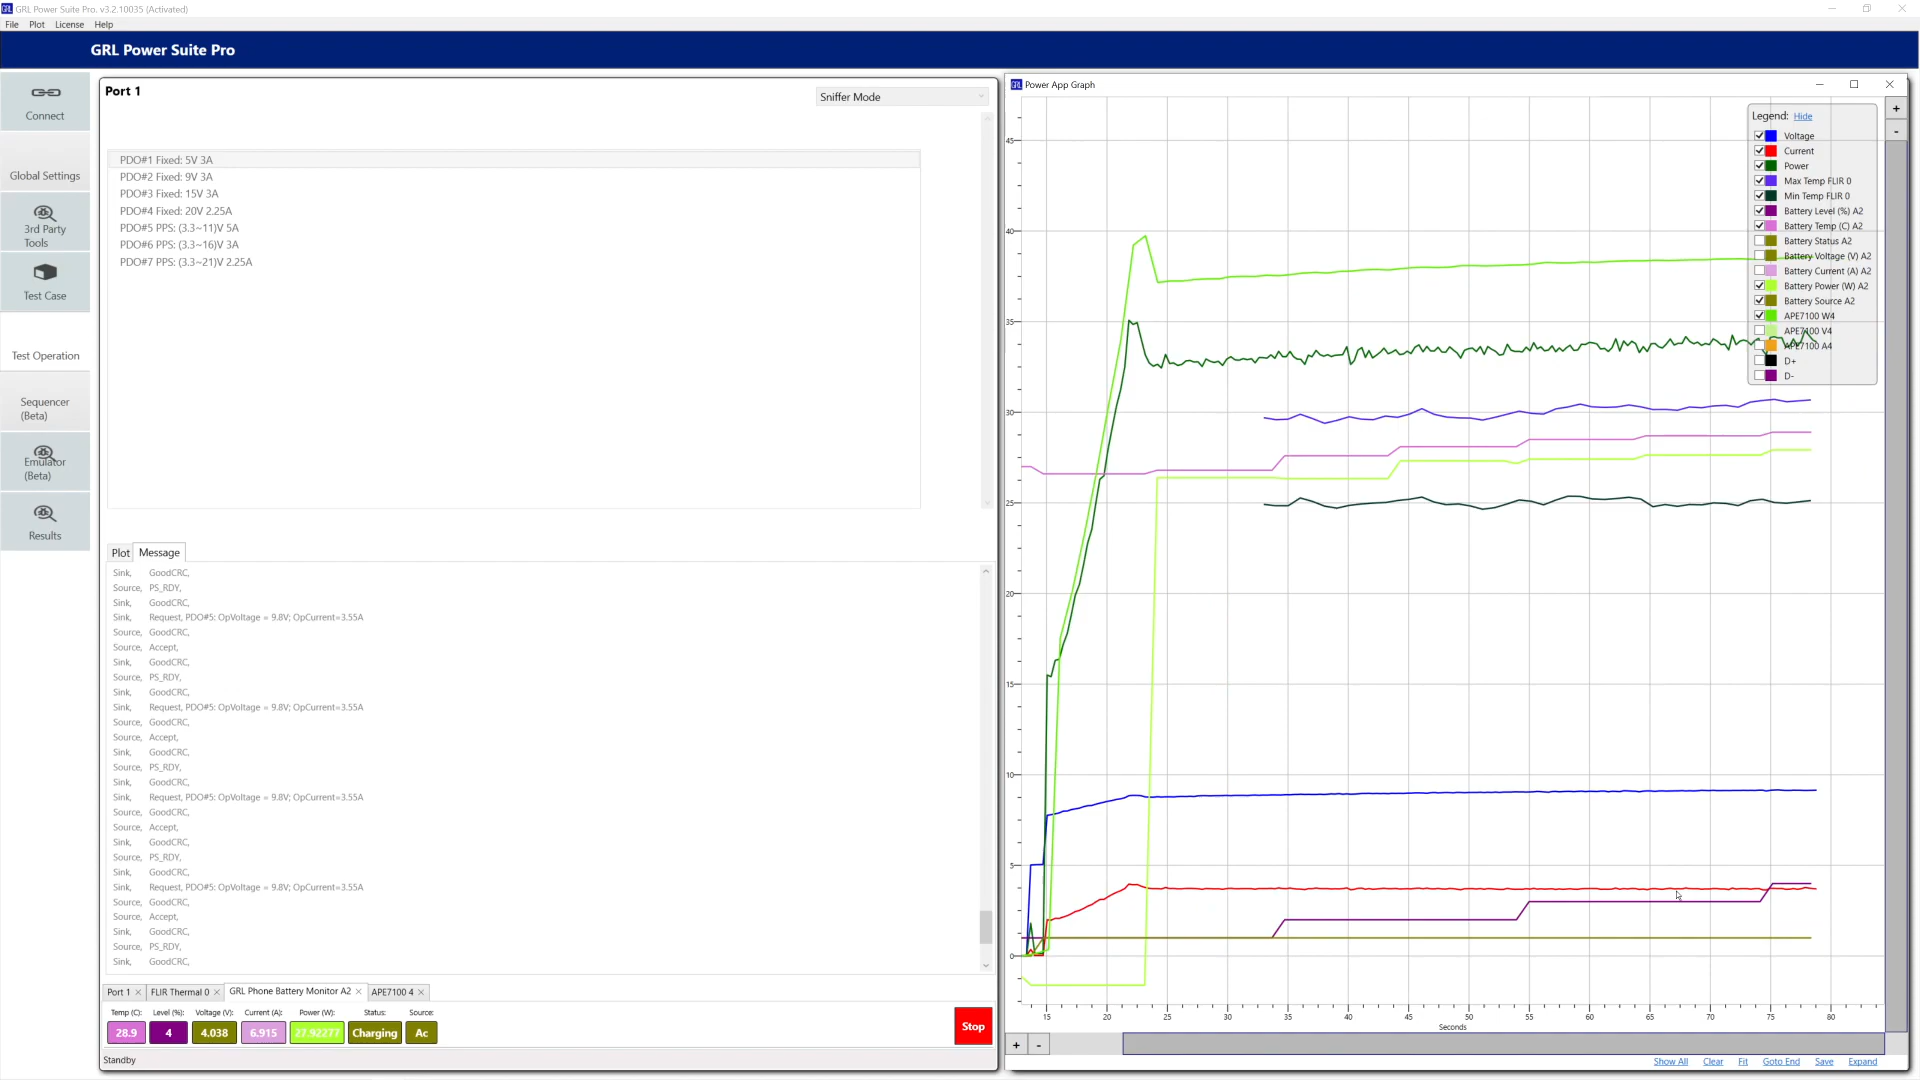 GRL Power Suite Pro. v3.2.10035 (Activated)
File Plot License Help
GRL Power Suite Pro
Connect
Global Settings
3rd Party
Tools
Test Case
Test Operation
Sequencer
(Beta)
Emulator
(Beta)
Results
Port 1
Sniffer Mode
PDO#1 Fixed: 5V 3A
PDO#2 Fixed: 9V 3A
PDO#3 Fixed: 15V 3A
PDO#4 Fixed: 20V 2.25A
PDO#5 PPS: (3.3~11)V 5A
PDO#6 PPS: (3.3~16)V 3A
PDO#7 PPS: (3.3~21)V 2.25A
Plot Message
Sink, GoodCRC,
Source, PS_RDY,
Sink, GoodCRC,
Sink, Request, PDO#5: OpVoltage = 9.8V; OpCurrent=3.55A
Source, GoodCRC,
Source, Accept,
Sink, GoodCRC,
Source, PS_RDY,
Sink, GoodCRC,
Sink, Request, PDO#5: OpVoltage = 9.8V; OpCurrent=3.55A
Source, GoodCRC,
Source, Accept,
Sink, GoodCRC,
Source, PS_RDY,
Sink, GoodCRC,
Sink, Request, PDO#5: OpVoltage = 9.8V; OpCurrent=3.55A
Source, GoodCRC,
Source, Accept,
Sink, GoodCRC,
Source, PS_RDY,
Sink, GoodCRC,
Sink, Request, PDO#5: OpVoltage = 9.8V; OpCurrent=3.55A
Source, GoodCRC,
Source, Accept,
Sink, GoodCRC,
Source, PS_RDY,
Sink, GoodCRC,
Port 1 FLIR Thermal 0 GRL Phone Battery Monitor A2 APE7100 4
Temp (C): Level (%): Voltage (V): Current (A): Power (W): Status: Source:
28.9 4 4.038 6.915 27.92277 Charging Ac
Stop
Standby
GRL Power App Graph
Legend: Hide
Voltage
Current
Power
Max Temp FLIR 0
Min Temp FLIR 0
Battery Level (%) A2
Battery Temp (C) A2
Battery Status A2
Battery Voltage (V) A2
Battery Current (A) A2
Battery Power (W) A2
Battery Source A2
APE7100 W4
APE7100 V4
APE7100 A4
D+
D-
45
40
35
30
25
20
15
10
5
0
15 20 25 30 35 40 45 50 55 60 65 70 75 80
Seconds
Show All Clear Fit Goto End Save Expand